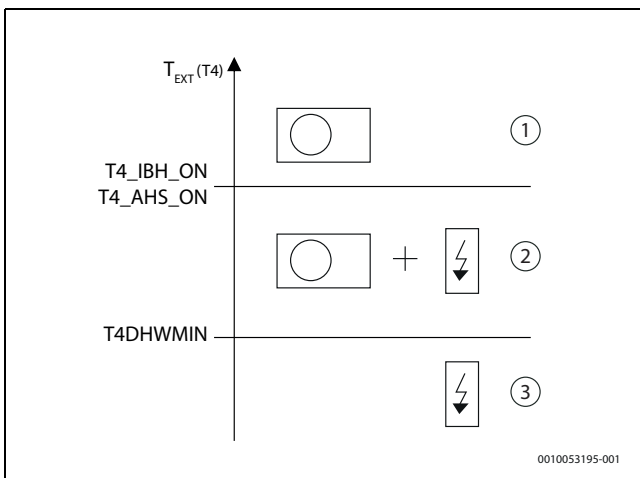 T_EXT (T4)
1
T4_IBH_ON
T4_AHS_ON
+
2
T4DHWMIN
3
0010053195-001